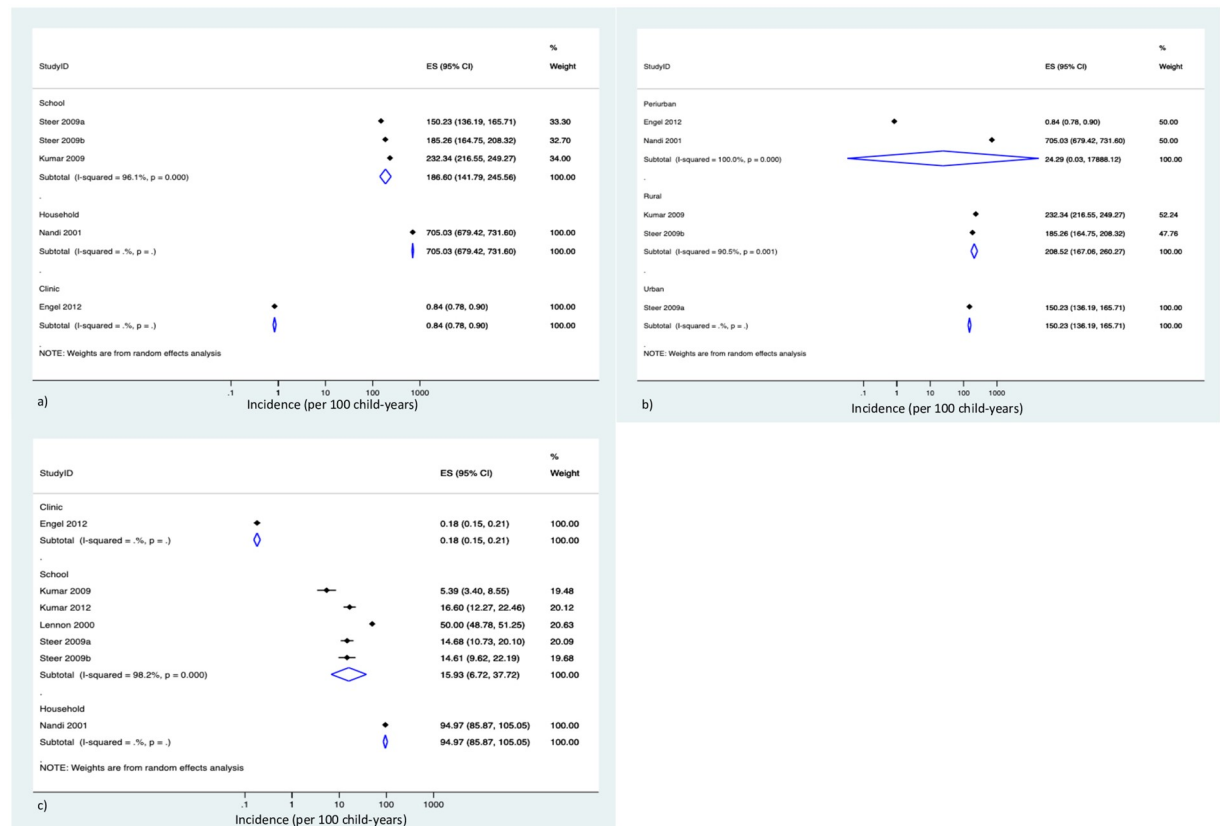 %
StudyID ES (95% CI) Weight
School
Steer 2009a 150.23 (136.19, 165.71) 33.30
Steer 2009b 185.26 (164.75, 208.32) 32.70
Kumar 2009 232.34 (216.55, 249.27) 34.00
Subtotal (I-squared = 96.1%, p = 0.000) 186.60 (141.79, 245.56) 100.00
.
Household
Nandi 2001 705.03 (679.42, 731.60) 100.00
Subtotal (I-squared = .%, p = .) 705.03 (679.42, 731.60) 100.00
.
Clinic
Engel 2012 0.84 (0.78, 0.90) 100.00
Subtotal (I-squared = .%, p = .) 0.84 (0.78, 0.90) 100.00
.
NOTE: Weights are from random effects analysis
.1 1 10 100 1000
a) Incidence (per 100 child-years)
%
StudyID ES (95% CI) Weight
Periurban
Engel 2012 0.84 (0.78, 0.90) 50.00
Nandi 2001 705.03 (679.42, 731.60) 50.00
Subtotal (I-squared = 100.0%, p = 0.000) 24.29 (0.03, 17888.12) 100.00
.
Rural
Kumar 2009 232.34 (216.55, 249.27) 52.24
Steer 2009b 185.26 (164.75, 208.32) 47.76
Subtotal (I-squared = 90.5%, p = 0.001) 208.52 (167.06, 260.27) 100.00
.
Urban
Steer 2009a 150.23 (136.19, 165.71) 100.00
Subtotal (I-squared = .%, p = .) 150.23 (136.19, 165.71) 100.00
.
NOTE: Weights are from random effects analysis
.1 1 10 100 1000
b) Incidence (per 100 child-years)
%
StudyID ES (95% CI) Weight
Clinic
Engel 2012 0.18 (0.15, 0.21) 100.00
Subtotal (I-squared = .%, p = .) 0.18 (0.15, 0.21) 100.00
.
School
Kumar 2009 5.39 (3.40, 8.55) 19.48
Kumar 2012 16.60 (12.27, 22.46) 20.12
Lennon 2000 50.00 (48.78, 51.25) 20.63
Steer 2009a 14.68 (10.73, 20.10) 20.09
Steer 2009b 14.61 (9.62, 22.19) 19.68
Subtotal (I-squared = 98.2%, p = 0.000) 15.93 (6.72, 37.72) 100.00
.
Household
Nandi 2001 94.97 (85.87, 105.05) 100.00
Subtotal (I-squared = .%, p = .) 94.97 (85.87, 105.05) 100.00
.
NOTE: Weights are from random effects analysis
.1 1 10 100 1000
c) Incidence (per 100 child-years)